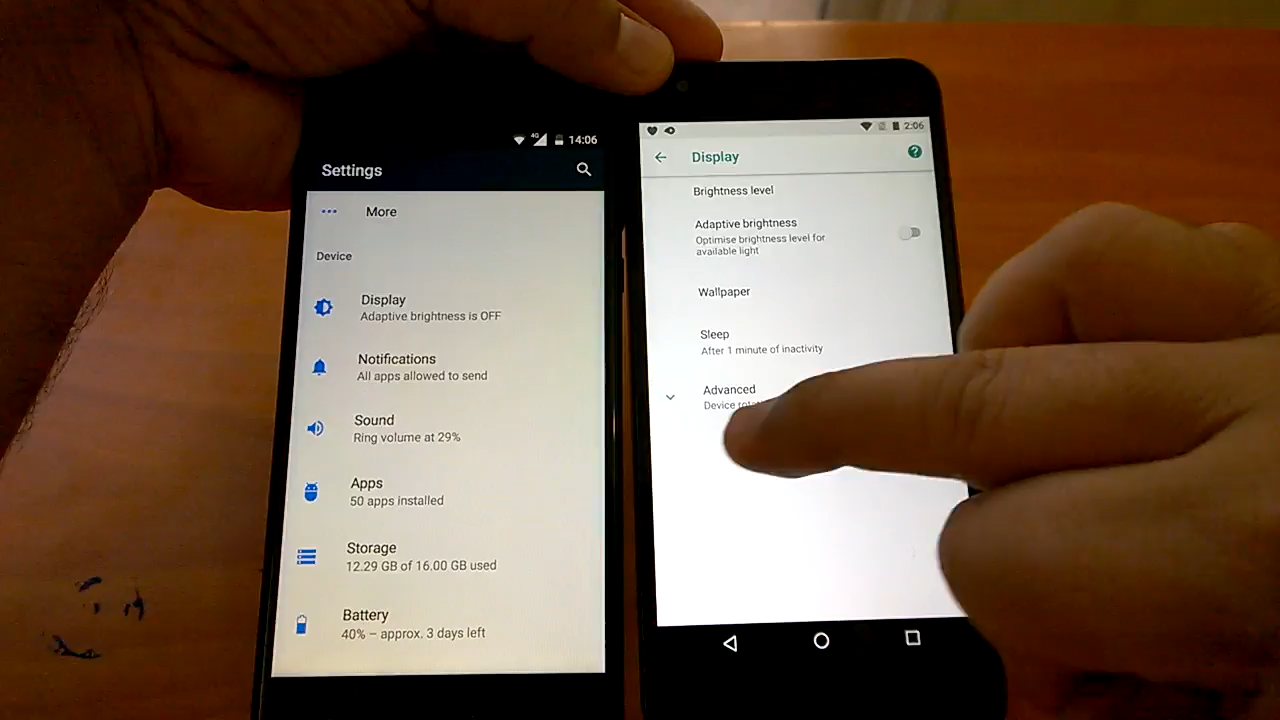 4G 14:06
Settings
More
Device
Display
Adaptive brightness is OFF
Notifications
All apps allowed to send
Sound
Ring volume at 29%
Apps
50 apps installed
Storage
12.29 GB of 16.00 GB used
Battery
40% – approx. 3 days left
2:06
Display
?
Brightness level
Adaptive brightness
Optimise brightness level for
available light
Wallpaper
Sleep
After 1 minute of inactivity
Advanced
Device